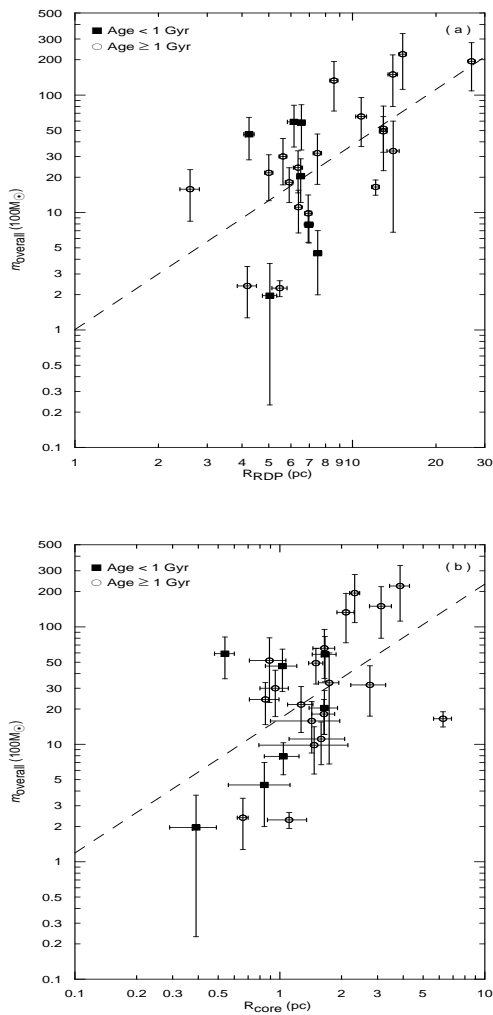 500
( a )
Age < 1 Gyr
300
Age ≥ 1 Gyr
200
100
50
30
20
10
5
3
2
1
0.5
0.3
0.2
0.1
m_overall (100M⊙)
1 2 3 4 5 6 7 8 9 10 20 30
R_RDP (pc)
500
( b )
Age < 1 Gyr
300
Age ≥ 1 Gyr
200
100
50
30
20
10
5
3
2
1
0.5
0.3
0.2
0.1
m_overall (100M⊙)
0.1 0.2 0.3 0.5 1 2 3 4 5 10
R_core (pc)